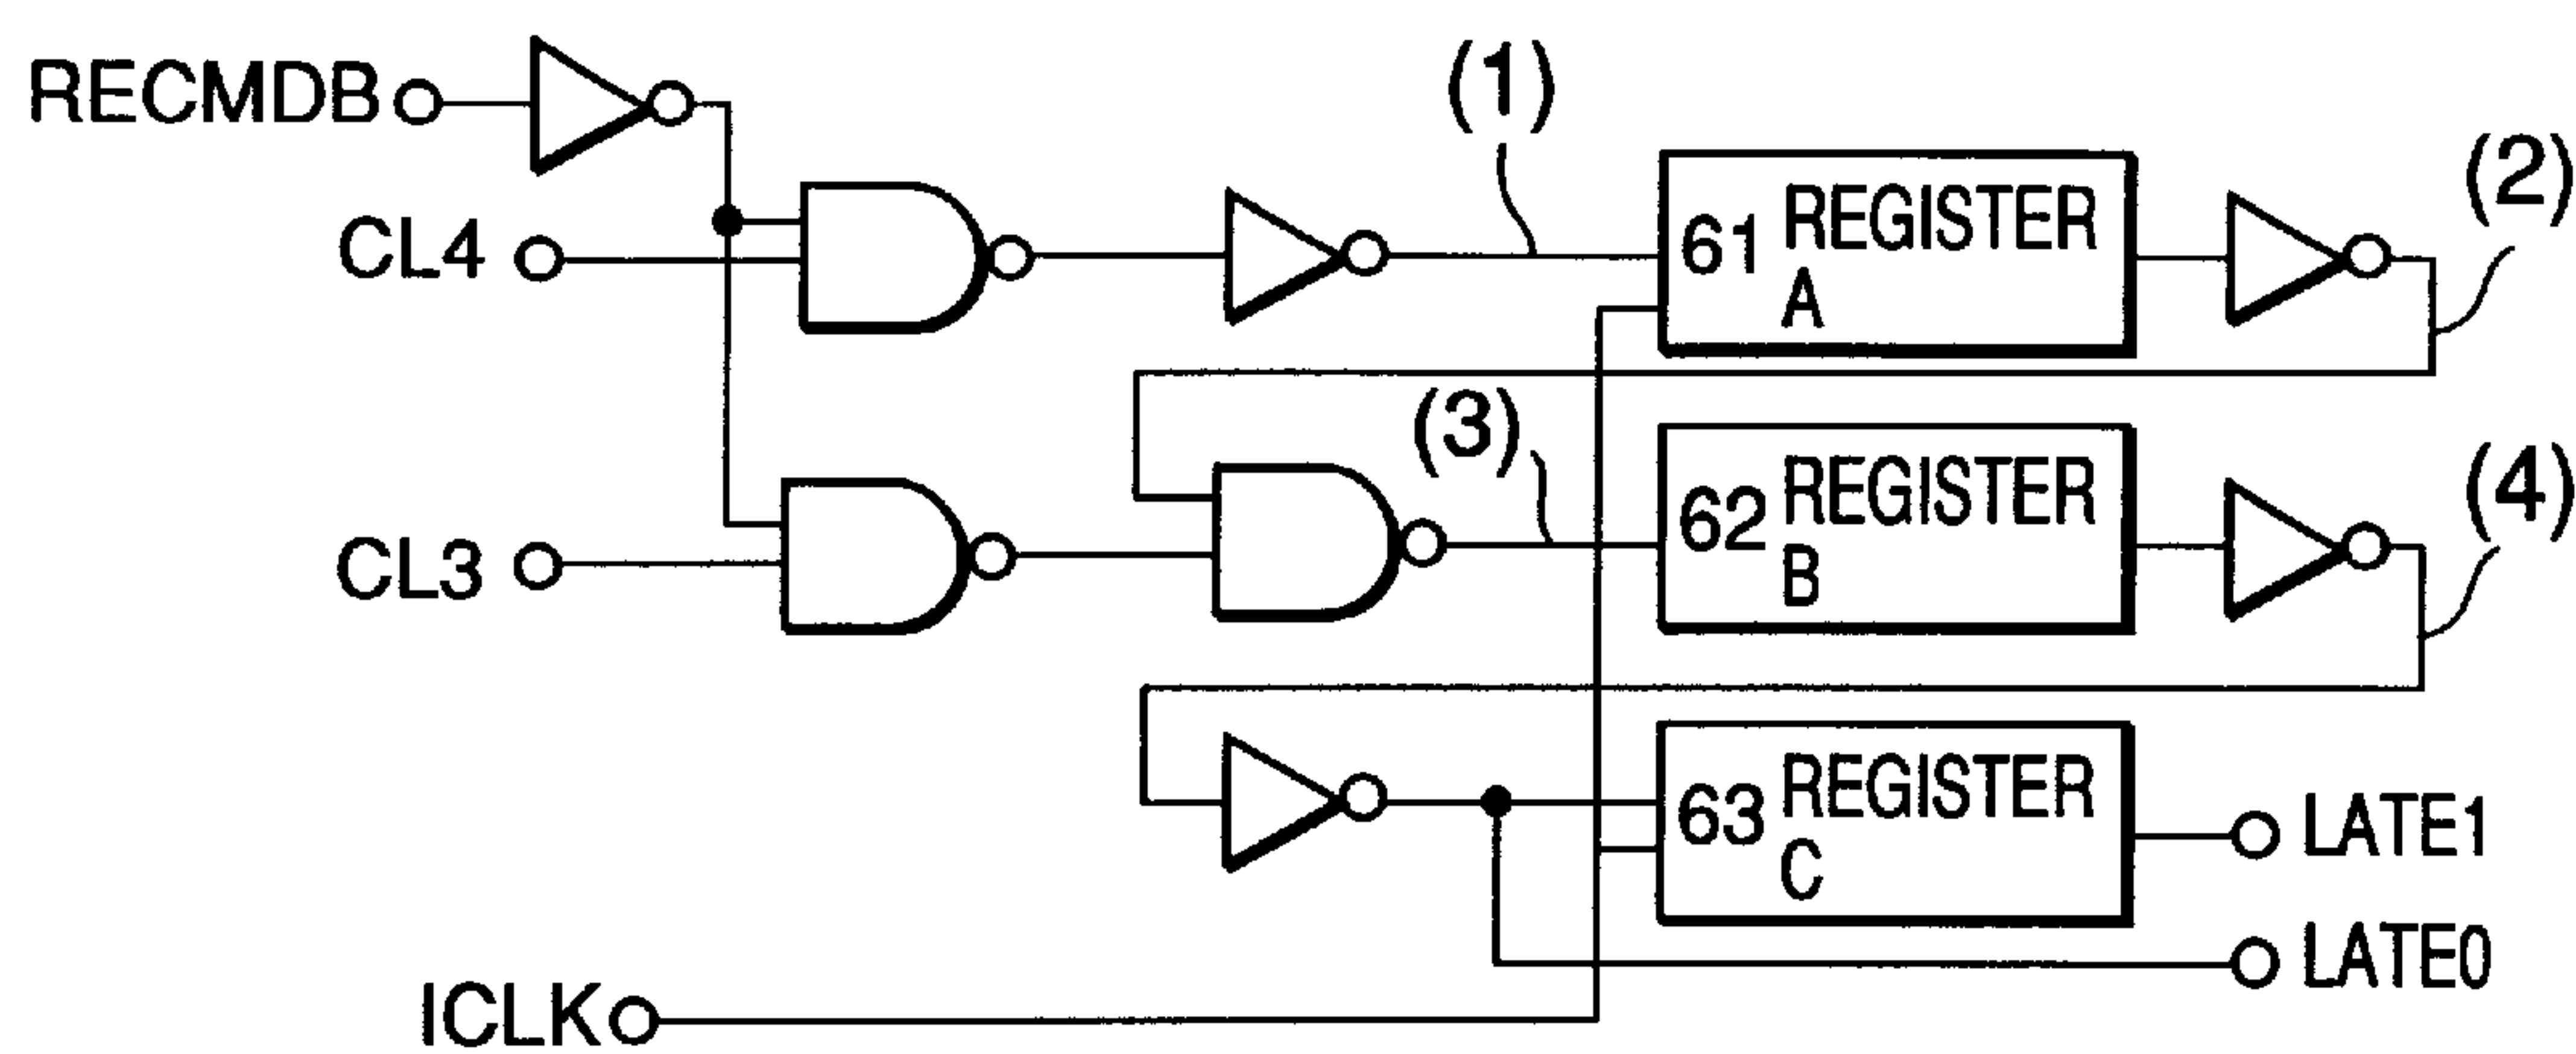 RECMDB
(1)
(2)
CL4
61 REGISTER
A
(3)
(4)
CL3
62 REGISTER
B
63 REGISTER
C
LATE1
LATE0
ICLK